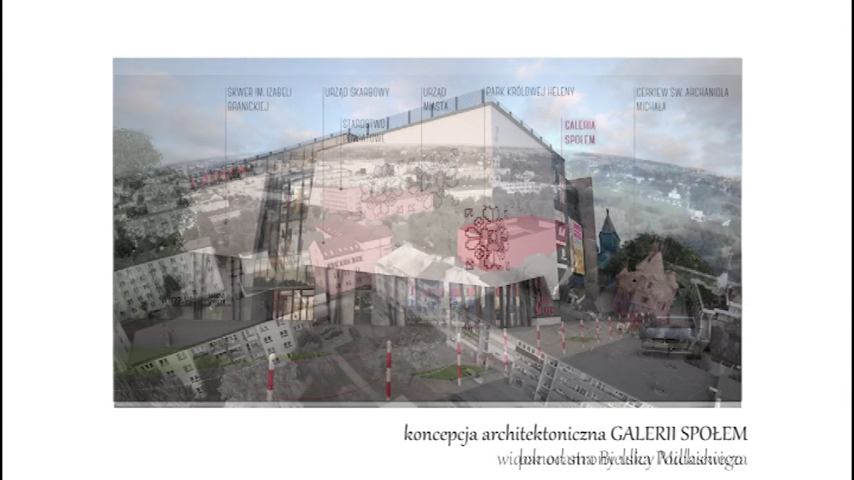 SKWER IM. IZABELI
BRANICKIEJ
URZĄD SKARBOWY
STAROSTWO
URZĄD
MIASTA
PARK KRÓLOWEJ HELENY
GALERIA
SPOŁEM
CERKIEW ŚW. ARCHANIOŁA
MICHAŁA
koncepcja architektoniczna GALERII SPOŁEM